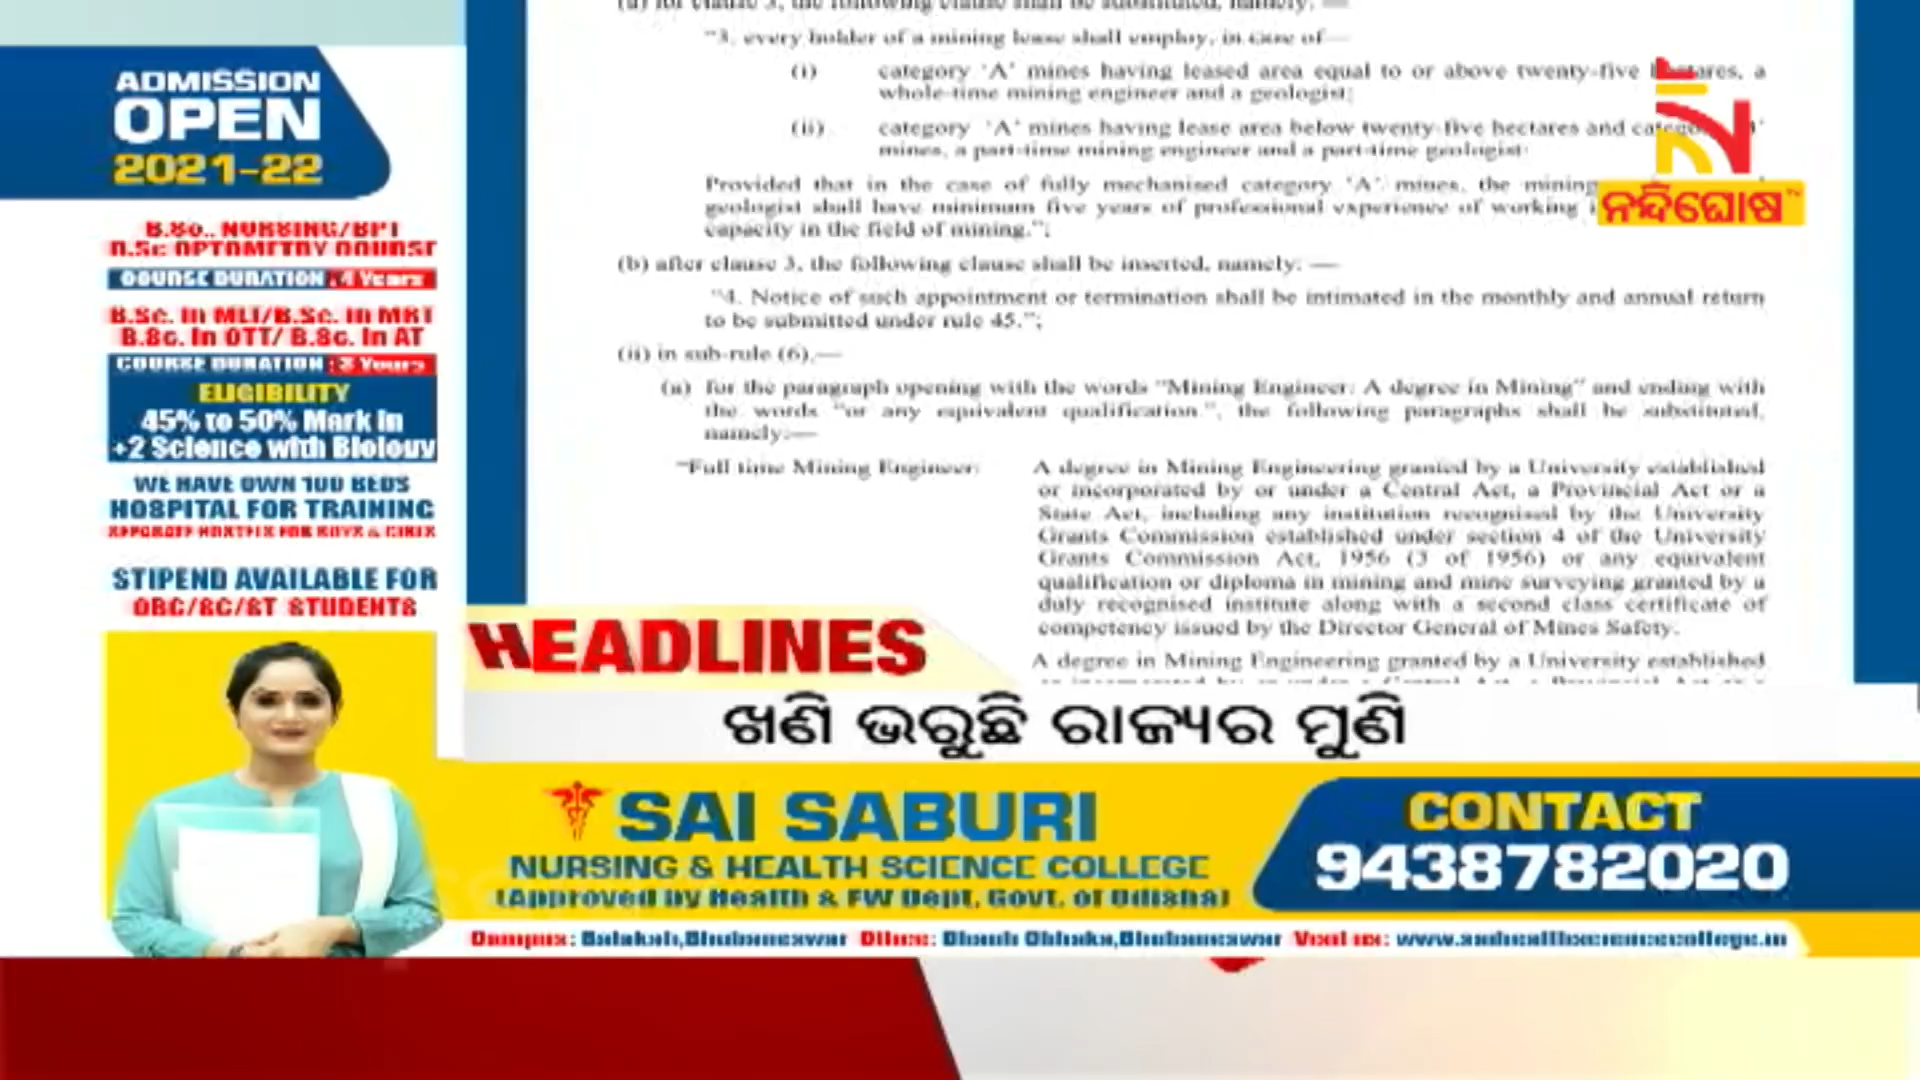 ADMISSION
OPEN
2021-22
B.Sc., NURSING/BPT
B.Sc OPTOMETRY COURSE
COURSE DURATION : 4 Years
B.Sc. In MLT/B.Sc. In MRT
B.Sc. In OTT/ B.Sc. In AT
COURSE DURATION : 3 Years
ELIGIBILITY
45% to 50% Mark in
+2 Science with Biology
WE HAVE OWN 100 BEDS
HOSPITAL FOR TRAINING
STIPEND AVAILABLE FOR
OBC/SC/ST STUDENTS
"3. every holder of a mining lease shall employ, in case of—
(i) category 'A' mines having leased area equal to or above twenty-five hectares, a
whole-time mining engineer and a geologist;
(ii) category 'A' mines having lease area below twenty-five hectares and
mines, a part-time mining engineer and a part-time geologist:
Provided that in the case of fully mechanised category 'A' mines, the mining
geologist shall have minimum five years of professional experience of working
capacity in the field of mining.";
(b) after clause 3, the following clause shall be inserted, namely: —
"4. Notice of such appointment or termination shall be intimated in the monthly and annual return
to be submitted under rule 45.";
(ii) in sub-rule (6),—
(a) for the paragraph opening with the words "Mining Engineer: A degree in Mining" and ending with
the words "or any equivalent qualification.", the following paragraphs shall be substituted,
namely:—
"Full time Mining Engineer: A degree in Mining Engineering granted by a University established
or incorporated by or under a Central Act, a Provincial Act or a
State Act, including any institution recognised by the University
Grants Commission established under section 4 of the University
Grants Commission Act, 1956 (3 of 1956) or any equivalent
qualification or diploma in mining and mine surveying granted by a
duly recognised institute along with a second class certificate of
competency issued by the Director General of Mines Safety.
A degree in Mining Engineering granted by a University established
ନନ୍ଦିଘୋଷ
HEADLINES
ଖଣି ଭରୁଛି ରାଜ୍ୟର ମୁଣି
SAI SABURI
NURSING & HEALTH SCIENCE COLLEGE
(Approved by Health & FW Dept. Govt. of Odisha)
CONTACT
9438782020